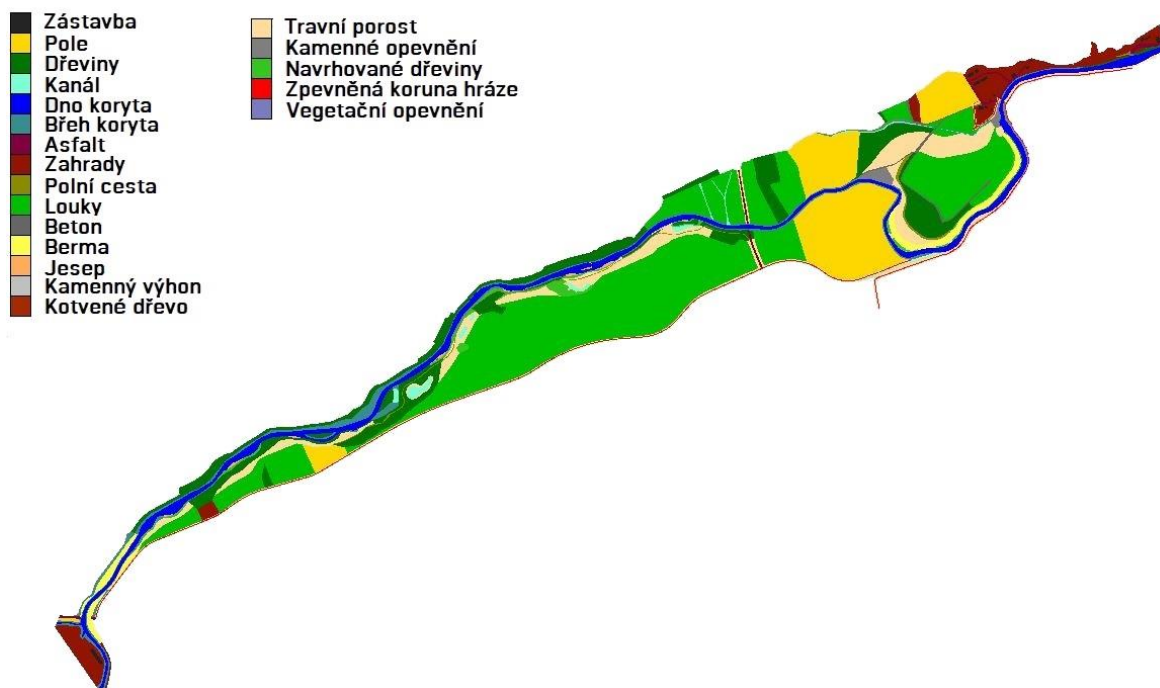 Zástavba
Pole
Dřeviny
Kanál
Dno koryta
Břeh koryta
Asfalt
Zahrady
Polní cesta
Louky
Beton
Berma
Jesep
Kamenný výhon
Kotvené dřevo
Travní porost
Kamenné opevnění
Navrhované dřeviny
Zpevněná koruna hráze
Vegetační opevnění